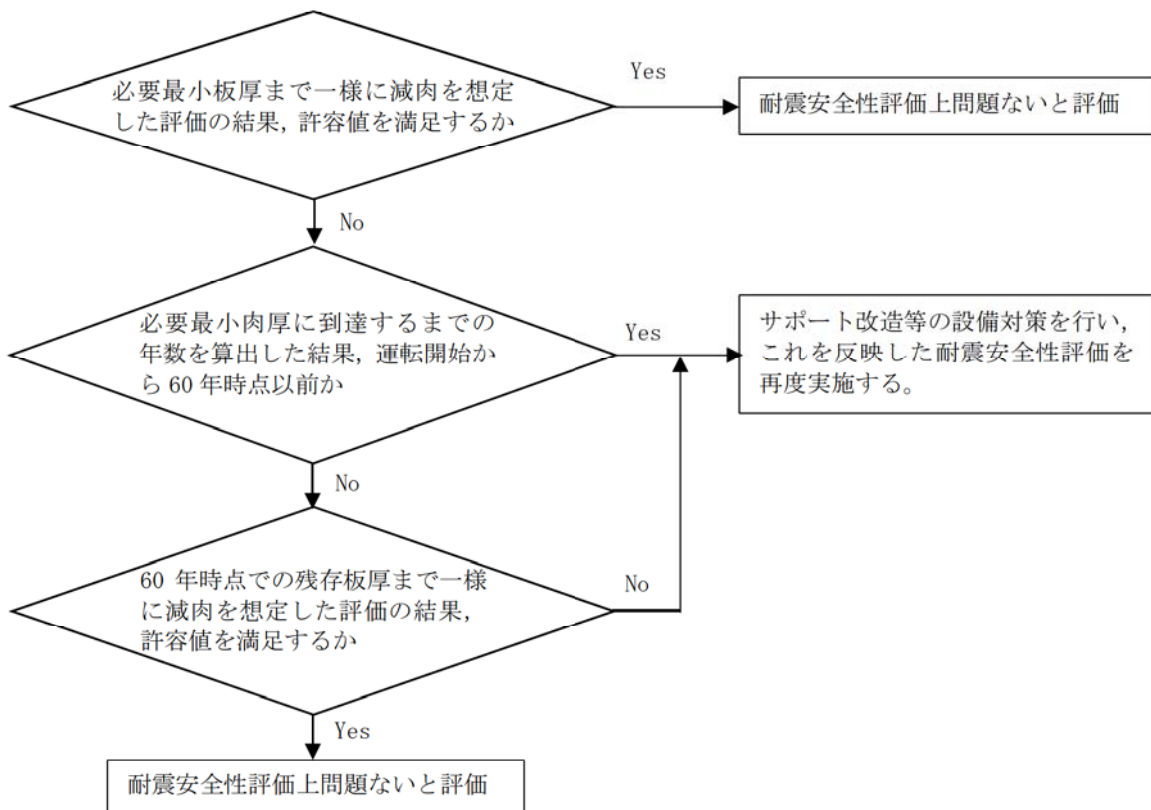 必要最小板厚まで一様に減肉を想定
した評価の結果，許容値を満足するか
Yes
耐震安全性評価上問題ないと評価
No
必要最小肉厚に到達するまでの
年数を算出した結果，運転開始か
ら 60 年時点以前か
Yes
サポート改造等の設備対策を行い，
これを反映した耐震安全性評価を
再度実施する。
No
60 年時点での残存板厚まで一様
に減肉を想定した評価の結果，
許容値を満足するか
No
Yes
耐震安全性評価上問題ないと評価